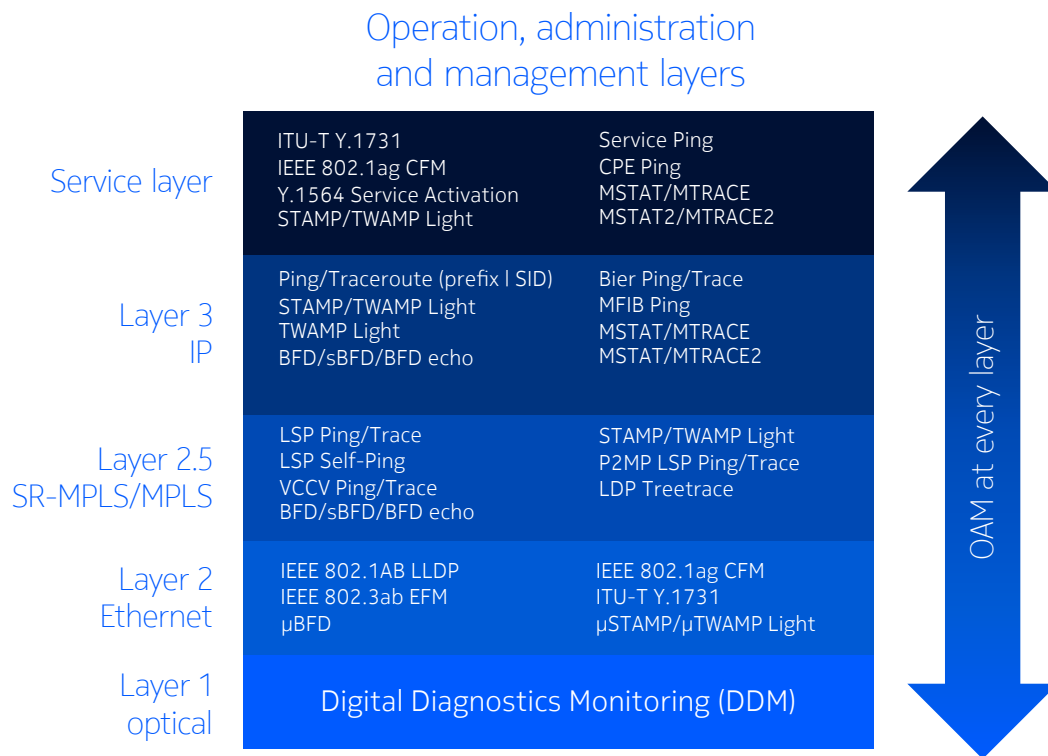 Operation, administration
and management layers
Service layer
ITU-T Y.1731
IEEE 802.1ag CFM
Y.1564 Service Activation
STAMP/TWAMP Light
Service Ping
CPE Ping
MSTAT/MTRACE
MSTAT2/MTRACE2
Layer 3
IP
Ping/Traceroute (prefix | SID)
STAMP/TWAMP Light
TWAMP Light
BFD/sBFD/BFD echo
Bier Ping/Trace
MFIB Ping
MSTAT/MTRACE
MSTAT/MTRACE2
Layer 2.5
SR-MPLS/MPLS
LSP Ping/Trace
LSP Self-Ping
VCCV Ping/Trace
BFD/sBFD/BFD echo
STAMP/TWAMP Light
P2MP LSP Ping/Trace
LDP Treetrace
Layer 2
Ethernet
IEEE 802.1AB LLDP
IEEE 802.3ab EFM
µBFD
IEEE 802.1ag CFM
ITU-T Y.1731
µSTAMP/µTWAMP Light
Layer 1
optical
Digital Diagnostics Monitoring (DDM)
OAM at every layer